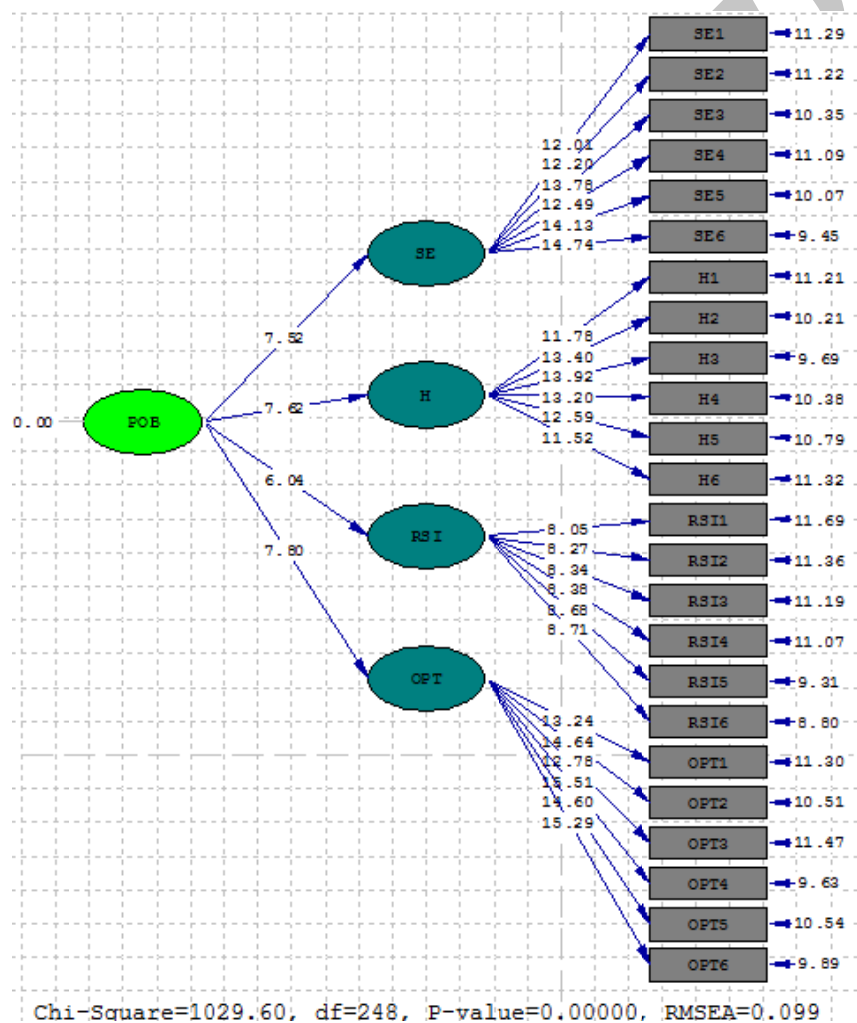 SE1 11.29
SE2 11.22
SE3 10.35
SE4 11.09
SE5 10.07
SE6 9.45
H1 11.21
H2 10.21
H3 9.69
H4 10.38
H5 10.79
H6 11.32
RSI1 11.69
RSI2 11.36
RSI3 11.19
RSI4 11.07
RSI5 9.31
RSI6 8.80
OPT1 11.30
OPT2 10.51
OPT3 11.47
OPT4 9.63
OPT5 10.54
OPT6 9.89
12.01
12.20
13.78
12.49
14.13
14.74
SE
11.78
13.40
13.92
13.20
12.59
11.52
H
8.05
8.27
8.34
8.38
8.68
8.71
RSI
13.24
14.64
12.78
15.51
14.60
15.29
OPT
7.52
7.62
6.04
7.80
0.00 POB
Chi-Square=1029.60, df=248, P-value=0.00000, RMSEA=0.099